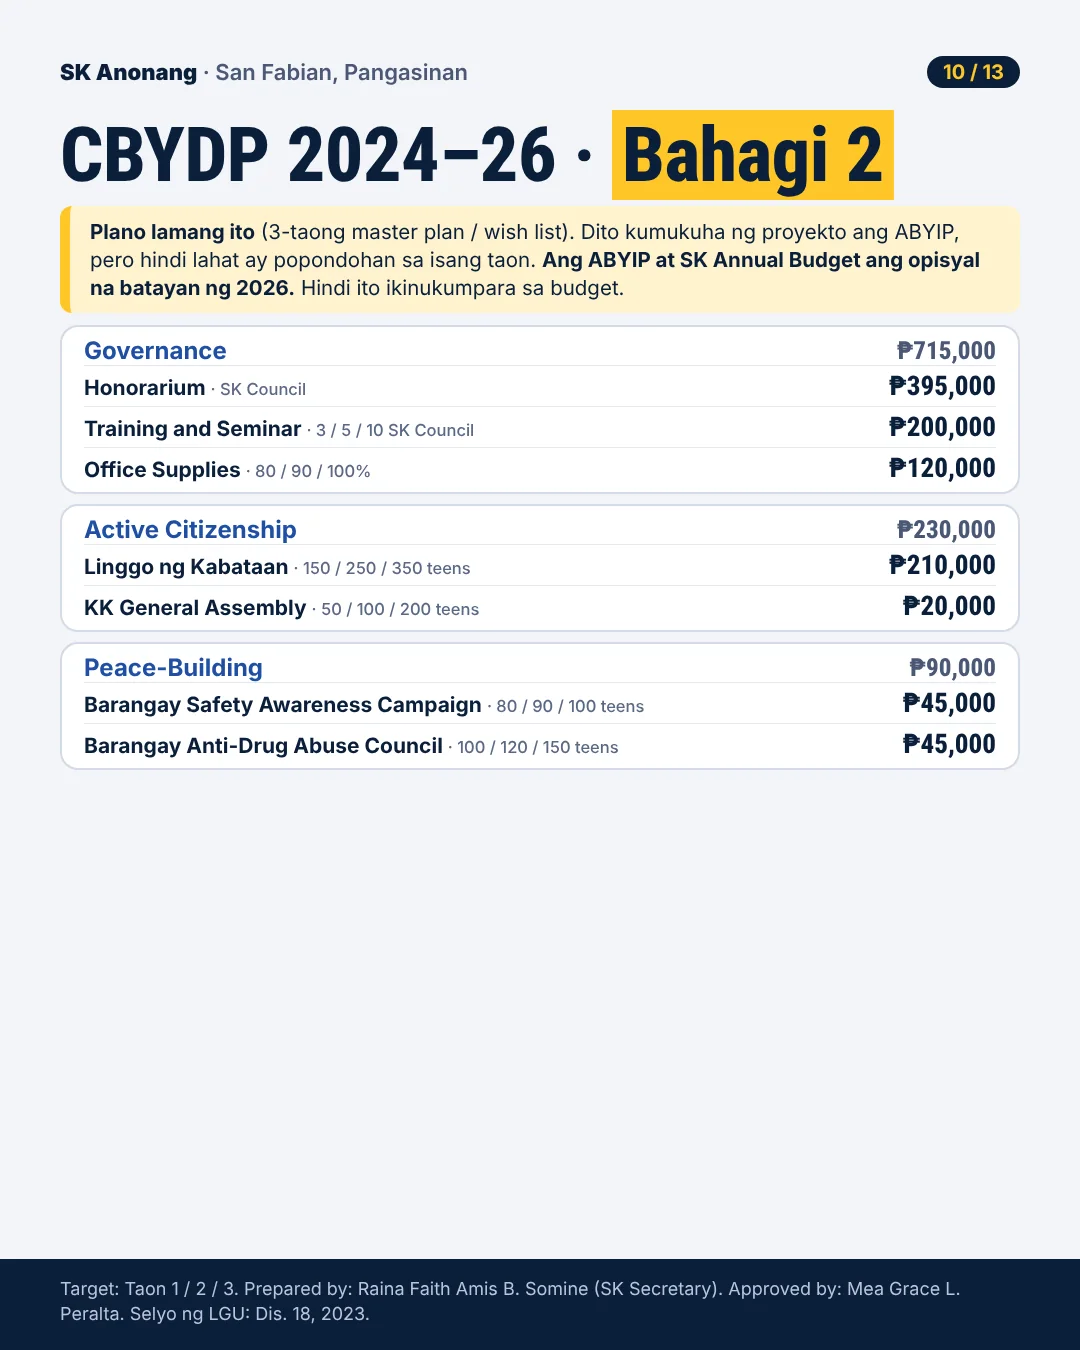 SK Anonang · San Fabian, Pangasinan
10 / 13
CBYDP 2024–26 · Bahagi 2
Plano lamang ito (3-taong master plan / wish list). Dito kumukuha ng proyekto ang ABYIP,
pero hindi lahat ay popondohan sa isang taon. Ang ABYIP at SK Annual Budget ang opisyal
na batayan ng 2026. Hindi ito ikinukumpara sa budget.
Governance ₱715,000
Honorarium · SK Council ₱395,000
Training and Seminar · 3 / 5 / 10 SK Council ₱200,000
Office Supplies · 80 / 90 / 100% ₱120,000
Active Citizenship ₱230,000
Linggo ng Kabataan · 150 / 250 / 350 teens ₱210,000
KK General Assembly · 50 / 100 / 200 teens ₱20,000
Peace-Building ₱90,000
Barangay Safety Awareness Campaign · 80 / 90 / 100 teens ₱45,000
Barangay Anti-Drug Abuse Council · 100 / 120 / 150 teens ₱45,000
Target: Taon 1 / 2 / 3. Prepared by: Raina Faith Amis B. Somine (SK Secretary). Approved by: Mea Grace L.
Peralta. Selyo ng LGU: Dis. 18, 2023.